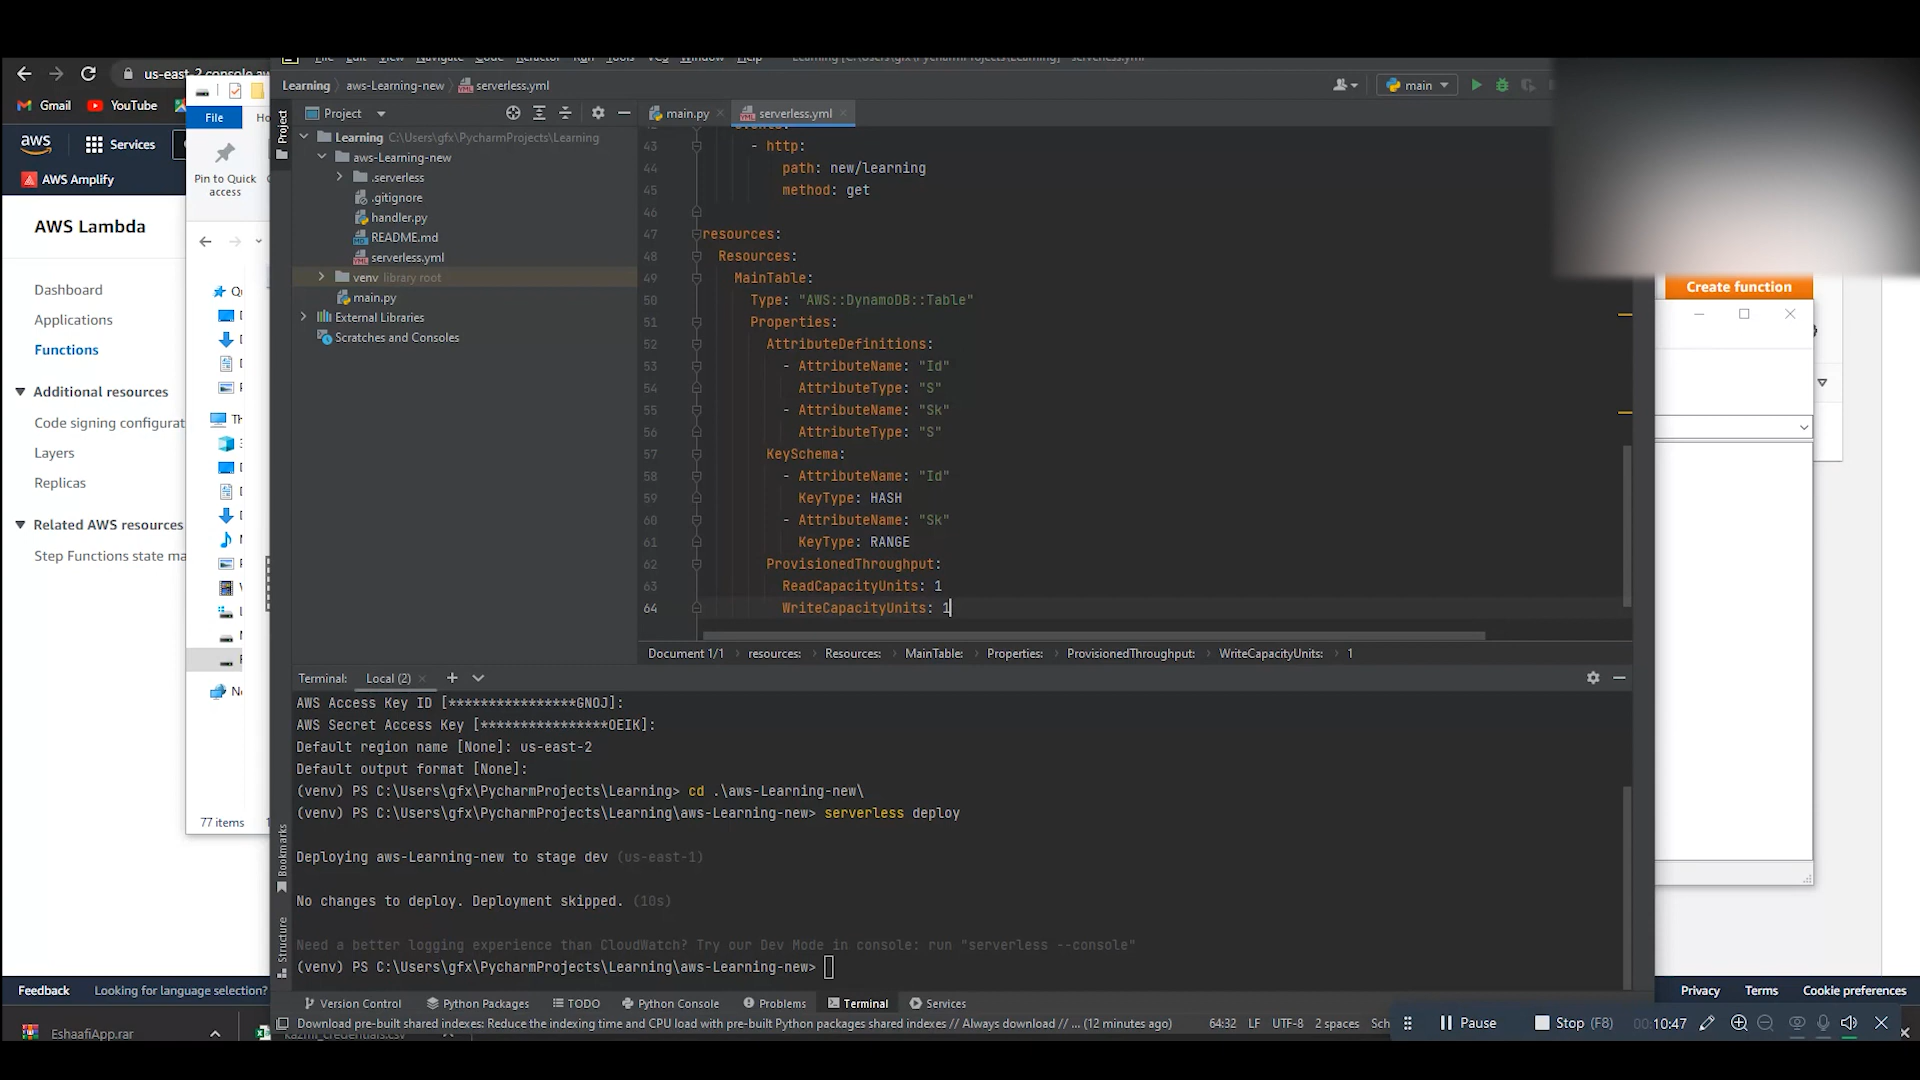 us-east-2.console.aw
Gmail
YouTube
aws
Services
AWS Amplify
AWS Lambda
Dashboard
Applications
Functions
Additional resources
Code signing configurat
Layers
Replicas
Related AWS resources
Step Functions state ma
Feedback
Looking for language selection?
EshaafiApp.rar
File
Ho
Pin to Quick
access
77 items
Learning
aws-Learning-new
serverless.yml
main
Project
Project
Learning C:\Users\gfx\PycharmProjects\Learning
aws-Learning-new
.serverless
.gitignore
handler.py
README.md
serverless.yml
venv library root
main.py
External Libraries
Scratches and Consoles
main.py
serverless.yml
43 - http:
44 path: new/learning
45 method: get
46
47 resources:
48 Resources:
49 MainTable:
50 Type: "AWS::DynamoDB::Table"
51 Properties:
52 AttributeDefinitions:
53 - AttributeName: "Id"
54 AttributeType: "S"
55 - AttributeName: "Sk"
56 AttributeType: "S"
57 KeySchema:
58 - AttributeName: "Id"
59 KeyType: HASH
60 - AttributeName: "Sk"
61 KeyType: RANGE
62 ProvisionedThroughput:
63 ReadCapacityUnits: 1
64 WriteCapacityUnits: 1
Document 1/1 resources: Resources: MainTable: Properties: ProvisionedThroughput: WriteCapacityUnits: 1
Terminal: Local (2)
AWS Access Key ID [****************GNOJ]:
AWS Secret Access Key [****************OEIK]:
Default region name [None]: us-east-2
Default output format [None]:
(venv) PS C:\Users\gfx\PycharmProjects\Learning> cd .\aws-Learning-new\
(venv) PS C:\Users\gfx\PycharmProjects\Learning\aws-Learning-new> serverless deploy
Deploying aws-Learning-new to stage dev (us-east-1)
No changes to deploy. Deployment skipped. (10s)
Need a better logging experience than CloudWatch? Try our Dev Mode in console: run "serverless --console"
(venv) PS C:\Users\gfx\PycharmProjects\Learning\aws-Learning-new>
Bookmarks
Structure
Version Control
Python Packages
TODO
Python Console
Problems
Terminal
Services
Download pre-built shared indexes: Reduce the indexing time and CPU load with pre-built Python packages shared indexes // Always download // ... (12 minutes ago)
64:32 LF UTF-8 2 spaces Sch
Pause
Stop (F8)
00:10:47
Create function
Privacy
Terms
Cookie preferences